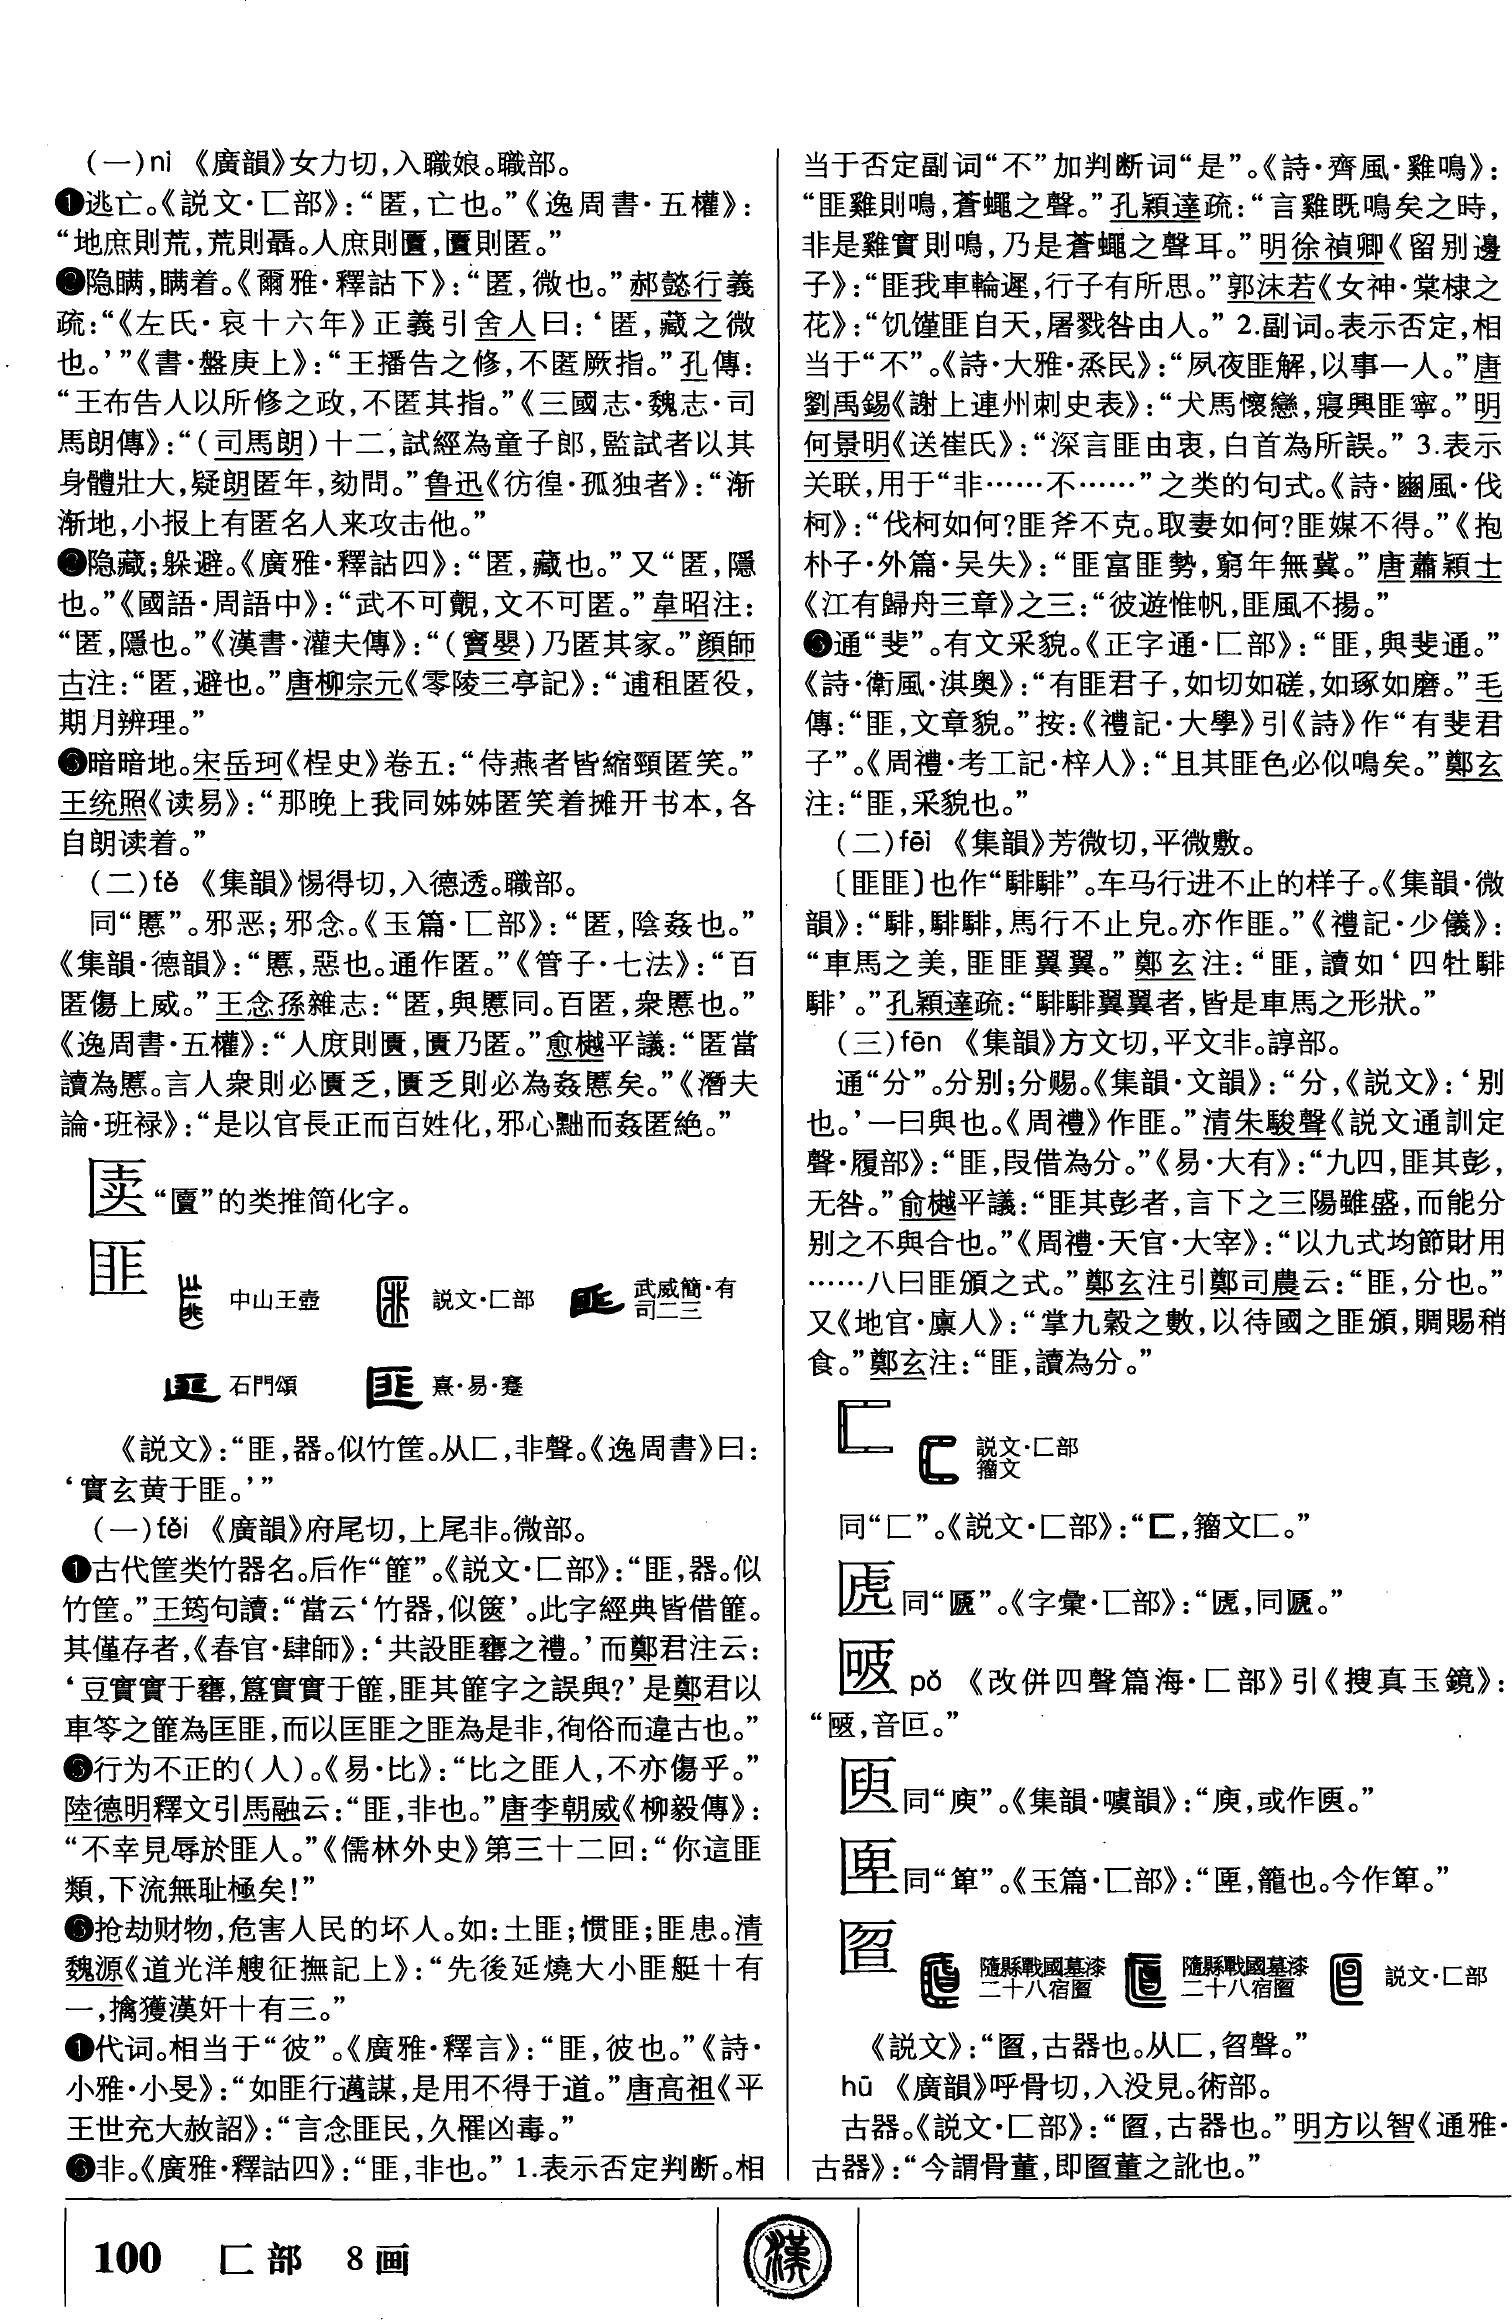 (一)nì 《廣韻》女力切,入職娘。職部。
❶逃亡。《説文·匸部》:“匿,亡也。”《逸周書·五權》:
“地庶則荒,荒則聶。人庶則匱,匱則匿。”
❷隐瞒,瞒着。《爾雅·釋詁下》:“匿,微也。”郝懿行義
疏:“《左氏·哀十六年》正義引舍人曰:‘匿,藏之微
也。’”《書·盤庚上》:“王播告之修,不匿厥指。”孔傳:
“王布告人以所修之政,不匿其指。”《三國志·魏志·司
馬朗傳》:“(司馬朗)十二,試經為童子郎,監試者以其
身體壯大,疑朗匿年,劾問。”鲁迅《彷徨·孤独者》:“渐
渐地,小报上有匿名人来攻击他。”
❷隐藏;躲避。《廣雅·釋詁四》:“匿,藏也。”又“匿,隱
也。”《國語·周語中》:“武不可覿,文不可匿。”韋昭注:
“匿,隱也。”《漢書·灌夫傳》:“(竇嬰)乃匿其家。”顔師
古注:“匿,避也。”唐柳宗元《零陵三亭記》:“逋租匿役,
期月辨理。”
❸暗暗地。宋岳珂《桯史》卷五:“侍燕者皆縮頸匿笑。”
王统照《读易》:“那晚上我同姊姊匿笑着摊开书本,各
自朗读着。”
(二)tè 《集韻》惕得切,入德透。職部。
同“慝”。邪恶;邪念。《玉篇·匸部》:“匿,陰姦也。”
《集韻·德韻》:“慝,惡也。通作匿。”《管子·七法》:“百
匿傷上威。”王念孫雜志:“匿,與慝同。百匿,衆慝也。”
《逸周書·五權》:“人庶則匱,匱乃匿。”愈樾平議:“匿當
讀為慝。言人衆則必匱乏,匱乏則必為姦慝矣。”《潛夫
論·班禄》:“是以官長正而百姓化,邪心黜而姦匿絶。”
“匵”的类推简化字。
匪 中山王壺 説文·匚部 武威簡·有司二三
石門頌 熹·易·蹇
《説文》:“匪,器。似竹筐。从匚,非聲。《逸周書》曰:
‘實玄黄于匪。’”
(一)fěi 《廣韻》府尾切,上尾非。微部。
❶古代筐类竹器名。后作“篚”。《説文·匚部》:“匪,器。似
竹筐。”王筠句讀:“當云‘竹器,似篋’。此字經典皆借篚。
其僅存者,《春官·肆師》:‘共設匪罋之禮。’而鄭君注云:
‘豆實實于罋,簋實實于篚,匪其篚字之誤與?’是鄭君以
車笭之篚為匡匪,而以匡匪之匪為是非,徇俗而違古也。”
❸行为不正的(人)。《易·比》:“比之匪人,不亦傷乎。”
陸德明釋文引馬融云:“匪,非也。”唐李朝威《柳毅傳》:
“不幸見辱於匪人。”《儒林外史》第三十二回:“你這匪
類,下流無耻極矣!”
❸抢劫财物,危害人民的坏人。如:土匪;惯匪;匪患。清
魏源《道光洋艘征撫記上》:“先後延燒大小匪艇十有
一,擒獲漢奸十有三。”
❶代词。相当于“彼”。《廣雅·釋言》:“匪,彼也。”《詩·
小雅·小旻》:“如匪行邁謀,是用不得于道。”唐高祖《平
王世充大赦詔》:“言念匪民,久罹凶毒。”
❸非。《廣雅·釋詁四》:“匪,非也。” 1.表示否定判断。相
当于否定副词“不”加判断词“是”。《詩·齊風·雞鳴》:
“匪雞則鳴,蒼蠅之聲。”孔穎達疏:“言雞既鳴矣之時,
非是雞實則鳴,乃是蒼蠅之聲耳。”明徐禎卿《留别邊
子》:“匪我車輪遲,行子有所思。”郭沫若《女神·棠棣之
花》:“饥馑匪自天,屠戮咎由人。” 2.副词。表示否定,相
当于“不”。《詩·大雅·烝民》:“夙夜匪解,以事一人。”唐
劉禹錫《謝上連州刺史表》:“犬馬懷戀,寢興匪寧。”明
何景明《送崔氏》:“深言匪由衷,白首為所誤。” 3.表示
关联,用于“非……不……”之类的句式。《詩·豳風·伐
柯》:“伐柯如何?匪斧不克。取妻如何?匪媒不得。”《抱
朴子·外篇·吴失》:“匪富匪勢,窮年無冀。”唐蕭穎士
《江有歸舟三章》之三:“彼遊惟帆,匪風不揚。”
❸通“斐”。有文采貌。《正字通·匚部》:“匪,與斐通。”
《詩·衛風·淇奥》:“有匪君子,如切如磋,如琢如磨。”毛
傳:“匪,文章貌。”按:《禮記·大學》引《詩》作“有斐君
子”。《周禮·考工記·梓人》:“且其匪色必似鳴矣。”鄭玄
注:“匪,采貌也。”
(二)fēi 《集韻》芳微切,平微敷。
〔匪匪〕也作“騑騑”。车马行进不止的样子。《集韻·微
韻》:“騑,騑騑,馬行不止皃。亦作匪。”《禮記·少儀》:
“車馬之美,匪匪翼翼。”鄭玄注:“匪,讀如‘四牡騑
騑’。”孔穎達疏:“騑騑翼翼者,皆是車馬之形狀。”
(三)fēn 《集韻》方文切,平文非。諄部。
通“分”。分别;分赐。《集韻·文韻》:“分,《説文》:‘别
也。’一曰與也。《周禮》作匪。”清朱駿聲《説文通訓定
聲·履部》:“匪,叚借為分。”《易·大有》:“九四,匪其彭,
无咎。”俞樾平議:“匪其彭者,言下之三陽雖盛,而能分
别之不與合也。”《周禮·天官·大宰》:“以九式均節財用
……八曰匪頒之式。”鄭玄注引鄭司農云:“匪,分也。”
又《地官·廪人》:“掌九穀之數,以待國之匪頒,賙賜稍
食。”鄭玄注:“匪,讀為分。”
説文·匚部
籀文
同“匚”。《説文·匚部》:“,籀文匚。”
同“匨”。《字彙·匚部》:“,同。”
pǒ 《改併四聲篇海·匚部》引《搜真玉鏡》:
“,音叵。”
匬 同“庾”。《集韻·噳韻》:“庾,或作匬。”
同“箄”。《玉篇·匚部》:“,籠也。今作箄。”
匫 隨縣戰國墓漆二十八宿匫 隨縣戰國墓漆二十八宿匫 説文·匚部
《説文》:“匫,古器也。从匚,曶聲。”
hū 《廣韻》呼骨切,入没見。術部。
古器。《説文·匚部》:“匫,古器也。”明方以智《通雅·
古器》:“今謂骨董,即匫董之訛也。”
100 匚部 8画
漢